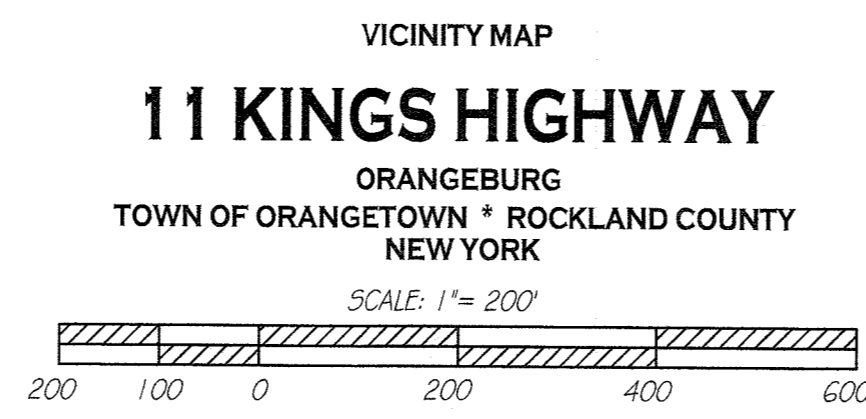 VICINITY MAP
11 KINGS HIGHWAY
ORANGEBURG
TOWN OF ORANGETOWN * ROCKLAND COUNTY
NEW YORK
SCALE: 1"= 200'
200 100 0 200 400 600